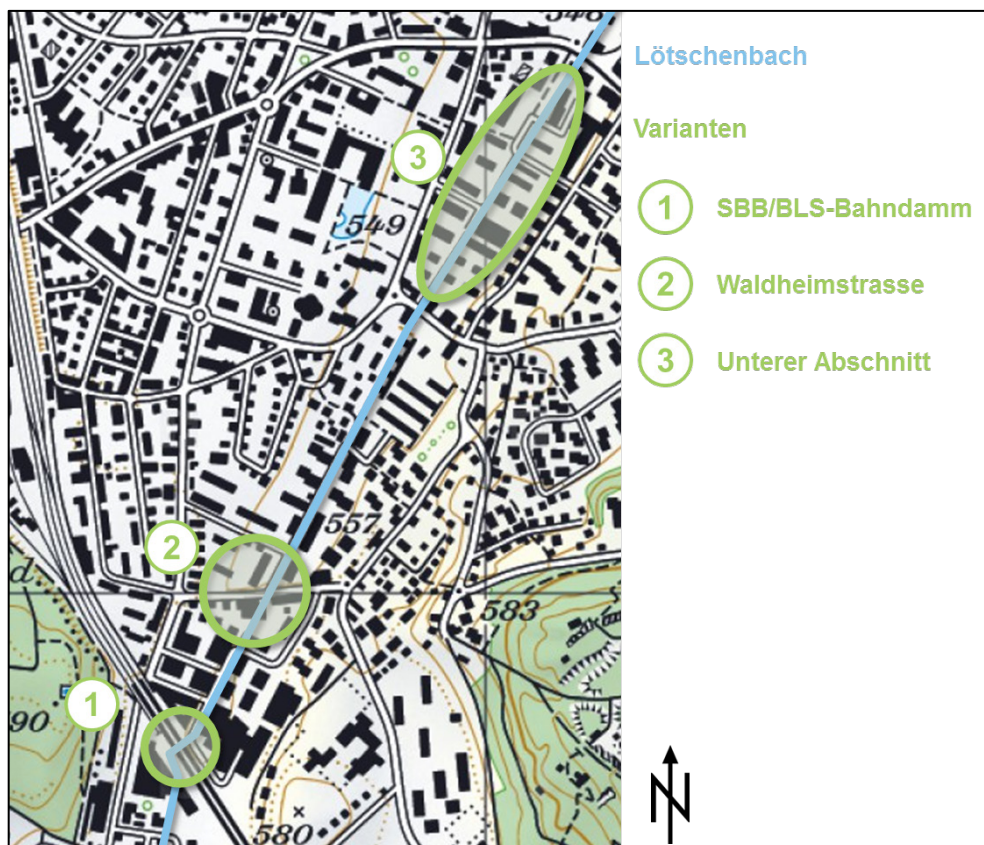 548
Lötschenbach
Varianten
3
1 SBB/BLS-Bahndamm
549
2 Waldheimstrasse
3 Unterer Abschnitt
557
2
d
583
1
90
580
N